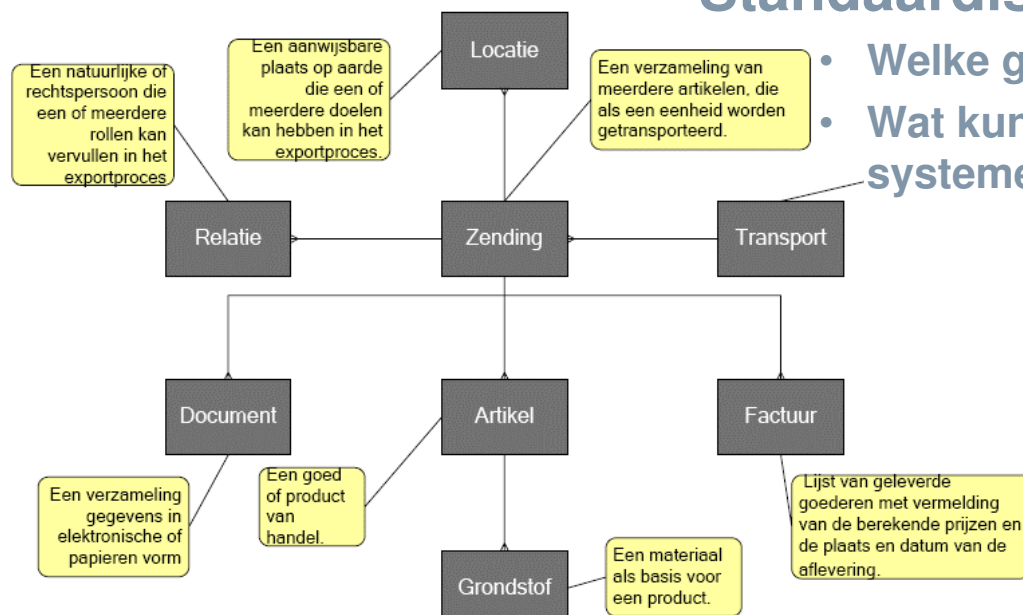 Locatie
Een aanwijsbare
plaats op aarde
die een of
meerdere doelen
kan hebben in het
exportproces.
Een natuurlijke of
rechtspersoon die
een of meerdere
rollen kan
vervullen in het
exportproces
Een verzameling van
meerdere artikelen, die
als een eenheid worden
getransporteerd.
• Welke g
• Wat kun
systeme
Relatie
Zending
Transport
Document
Artikel
Factuur
Een verzameling
gegevens in
elektronische of
papieren vorm
Een goed
of product
van
handel.
Lijst van geleverde
goederen met vermelding
van de berekende prijzen en
de plaats en datum van de
aflevering.
Grondstof
Een materiaal
als basis voor
een product.